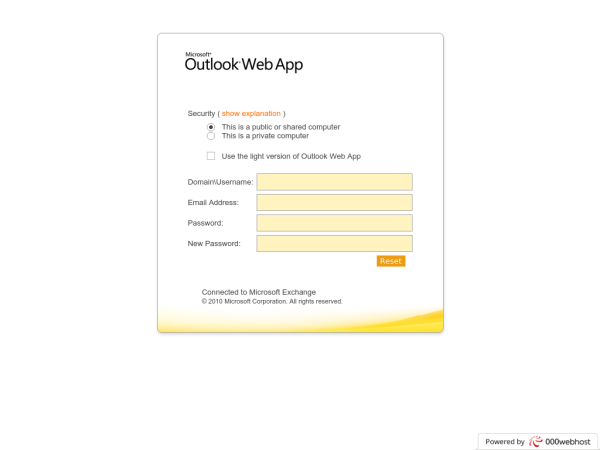 Microsoft®
Outlook Web App
Security ( show explanation )
This is a public or shared computer
This is a private computer
Use the light version of Outlook Web App
Domain\Username:
Email Address:
Password:
New Password:
Reset
Connected to Microsoft Exchange
© 2010 Microsoft Corporation. All rights reserved.
Powered by 000webhost